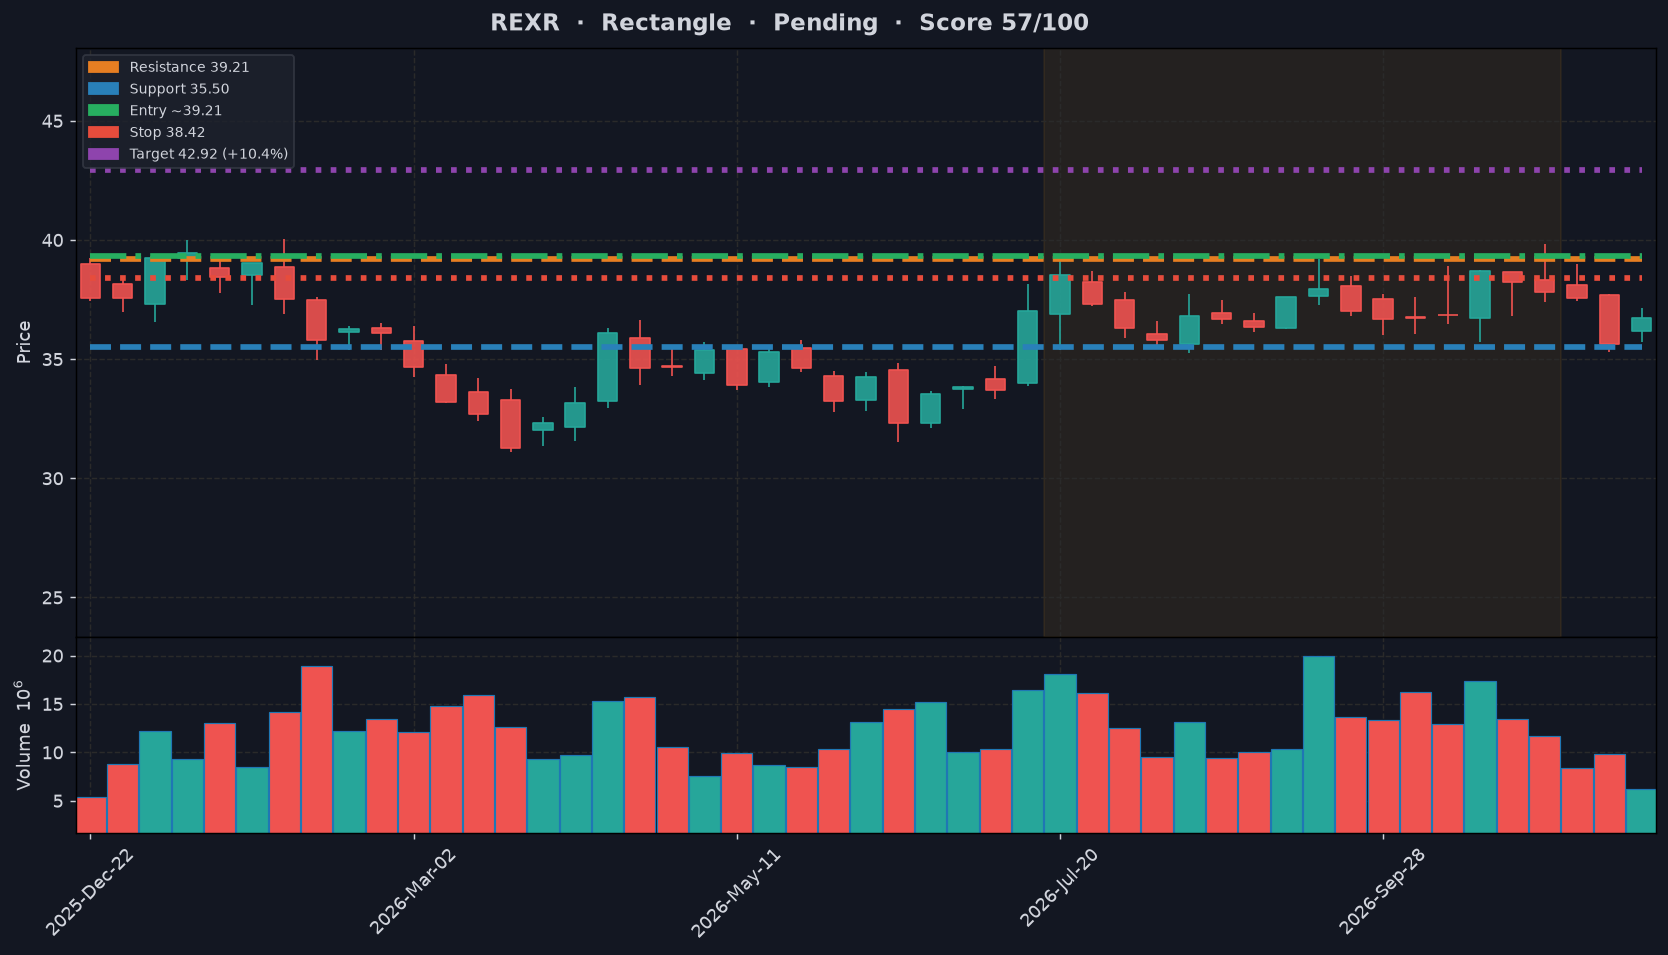 REXR · Rectangle · Pending · Score 57/100
Resistance 39.21
Support 35.50
Entry ~39.21
Stop 38.42
Target 42.92 (+10.4%)
Price
45
40
35
30
25
Volume 10⁶
20
15
10
5
2025-Dec-22
2026-Mar-02
2026-May-11
2026-Jul-20
2026-Sep-28